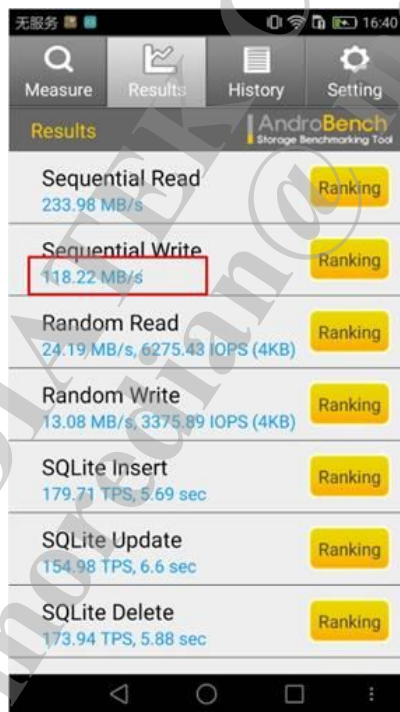 无服务 16:40
Measure Results History Setting
Results AndroBench
Storage Benchmarking Tool
Sequential Read
233.98 MB/s
Ranking
Sequential Write
118.22 MB/s
Ranking
Random Read
24.19 MB/s, 6275.43 IOPS (4KB)
Ranking
Random Write
13.08 MB/s, 3375.89 IOPS (4KB)
Ranking
SQLite Insert
179.71 TPS, 5.69 sec
Ranking
SQLite Update
154.98 TPS, 6.6 sec
Ranking
SQLite Delete
173.94 TPS, 5.88 sec
Ranking